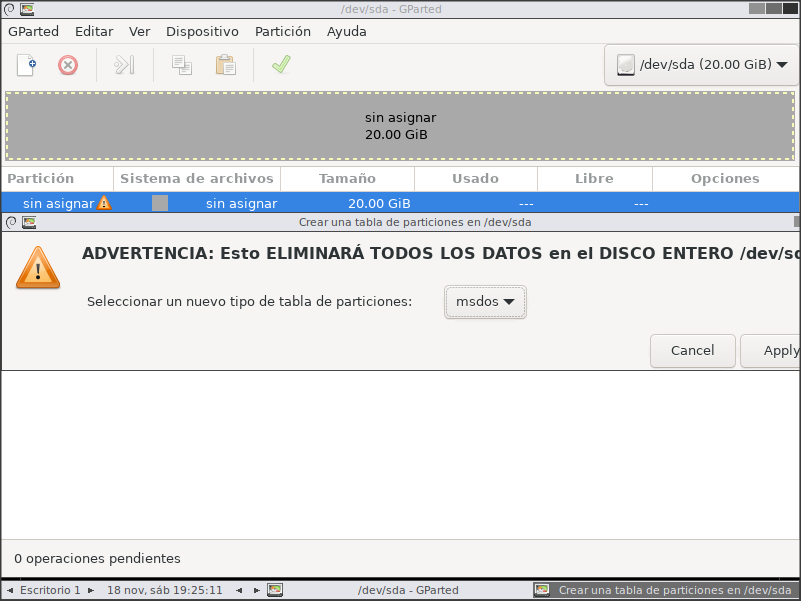 /dev/sda - GParted
GParted Editar Ver Dispositivo Partición Ayuda
/dev/sda (20.00 GiB)
sin asignar
20.00 GiB
Partición Sistema de archivos Tamaño Usado Libre Opciones
sin asignar sin asignar 20.00 GiB --- ---
Crear una tabla de particiones en /dev/sda
ADVERTENCIA: Esto ELIMINARÁ TODOS LOS DATOS en el DISCO ENTERO /dev/sd
Seleccionar un nuevo tipo de tabla de particiones: msdos
Cancel Apply
0 operaciones pendientes
Escritorio 1 18 nov, sáb 19:25:11 /dev/sda - GParted Crear una tabla de particiones en /dev/sda